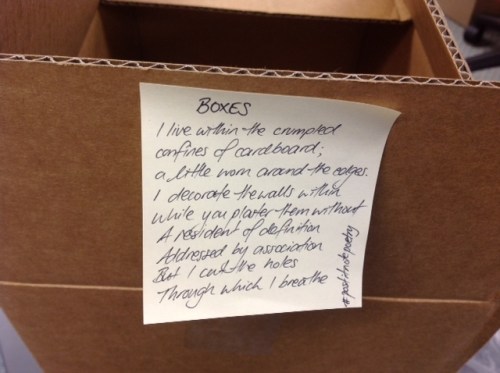 BOXES
I live within the crumpled
confines of cardboard;
a little worn around the edges.
I decorate the walls within
while you plaster them without
A resident of definition
Addressed by association
But I cut the holes
Through which I breathe
#postitnotepoetry